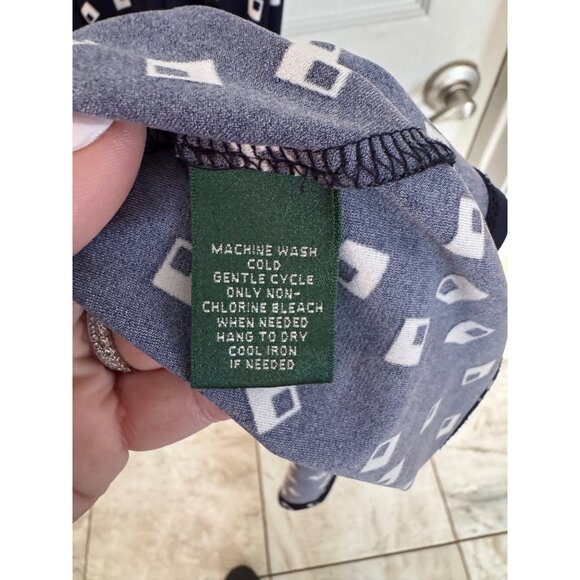 MACHINE WASH
COLD
GENTLE CYCLE
ONLY NON-
CHLORINE BLEACH
WHEN NEEDED
HANG TO DRY
COOL IRON
IF NEEDED